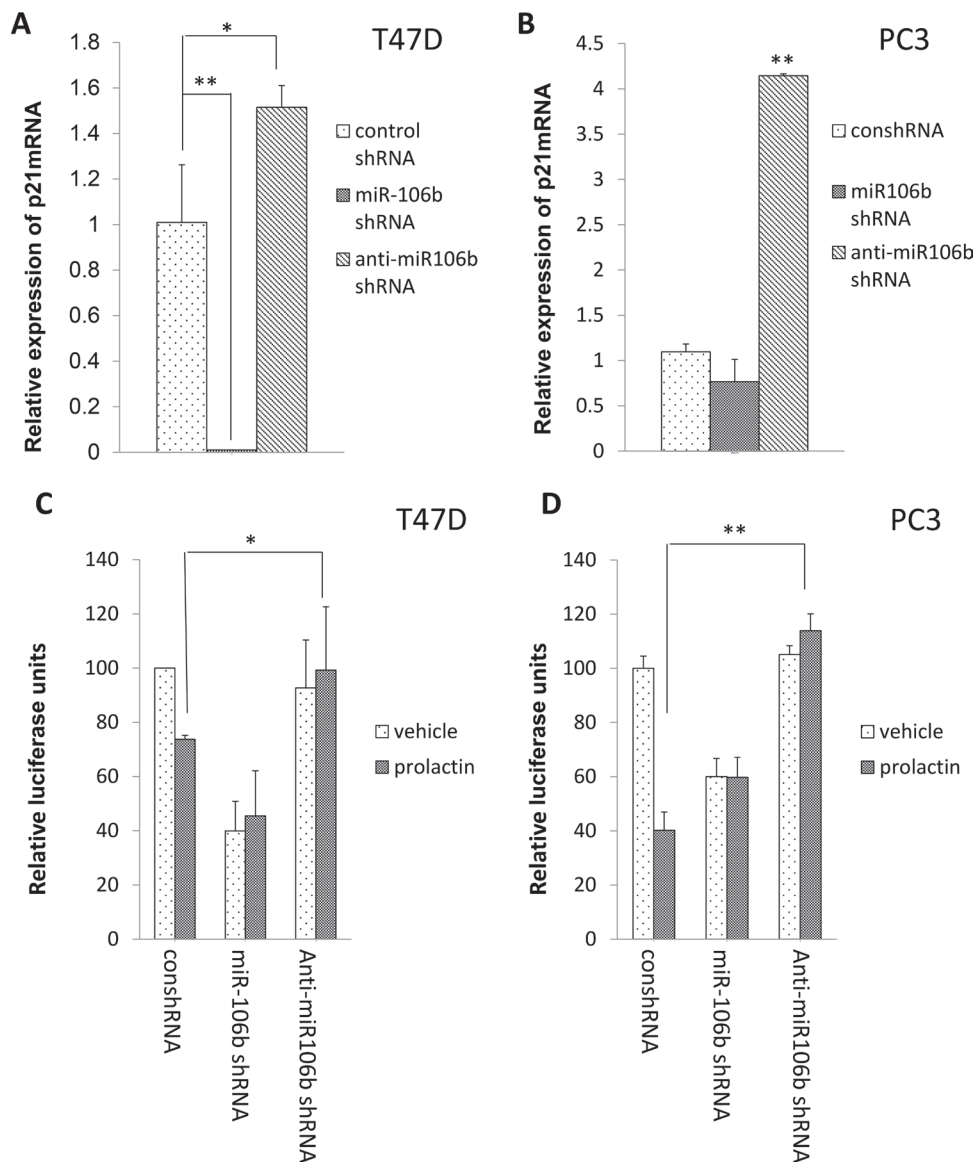 A
T47D
Relative expression of p21mRNA
1.8
1.6
1.4
1.2
1
0.8
0.6
0.4
0.2
0
*
**
control
shRNA
miR-106b
shRNA
anti-miR106b
shRNA
B
PC3
Relative expression of p21mRNA
4.5
4
3.5
3
2.5
2
1.5
1
0.5
0
**
conshRNA
miR106b
shRNA
anti-miR106b
shRNA
C
T47D
Relative luciferase units
140
120
100
80
60
40
20
0
*
vehicle
prolactin
conshRNA
miR-106b shRNA
Anti-miR106b shRNA
D
PC3
Relative luciferase units
140
120
100
80
60
40
20
0
**
vehicle
prolactin
conshRNA
miR-106b shRNA
Anti-miR106b shRNA